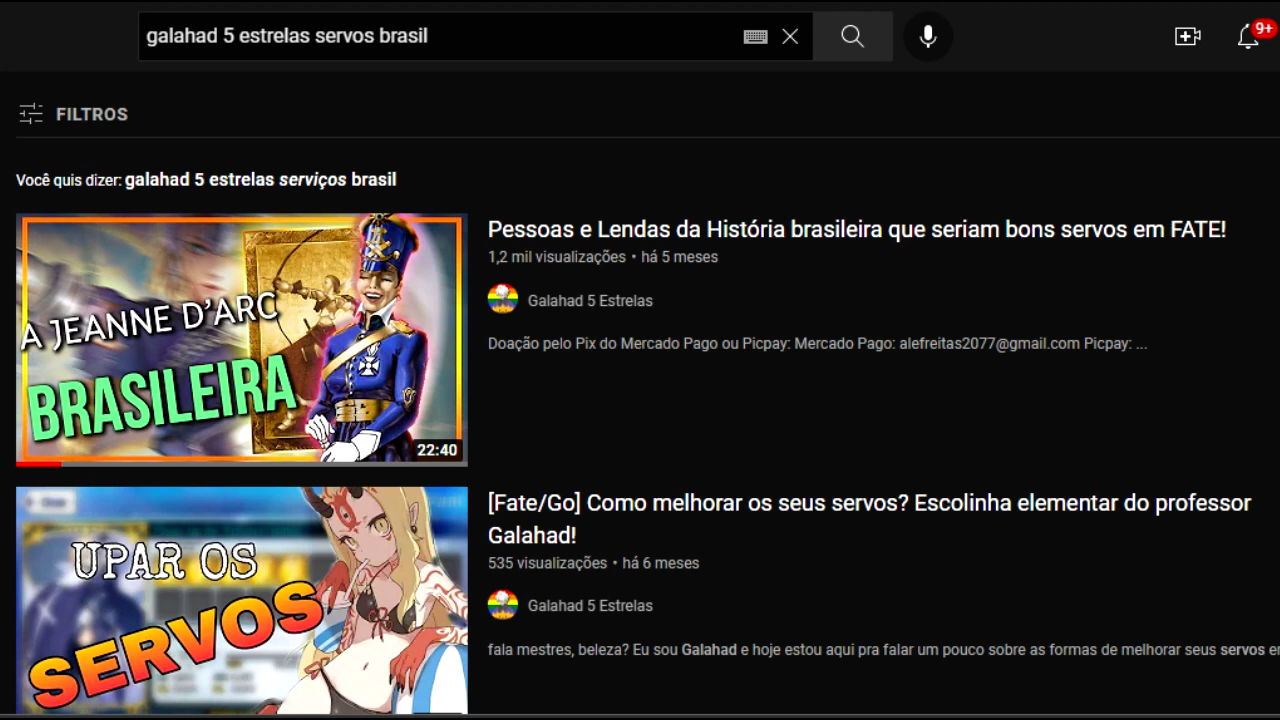 galahad 5 estrelas servos brasil
9+
FILTROS
Você quis dizer: galahad 5 estrelas serviços brasil
A JEANNE D'ARC
BRASILEIRA
22:40
Pessoas e Lendas da História brasileira que seriam bons servos em FATE!
1,2 mil visualizações • há 5 meses
Galahad 5 Estrelas
Doação pelo Pix do Mercado Pago ou Picpay: Mercado Pago: alefreitas2077@gmail.com Picpay: ...
UPAR OS
SERVOS
[Fate/Go] Como melhorar os seus servos? Escolinha elementar do professor
Galahad!
535 visualizações • há 6 meses
Galahad 5 Estrelas
fala mestres, beleza? Eu sou Galahad e hoje estou aqui pra falar um pouco sobre as formas de melhorar seus servos